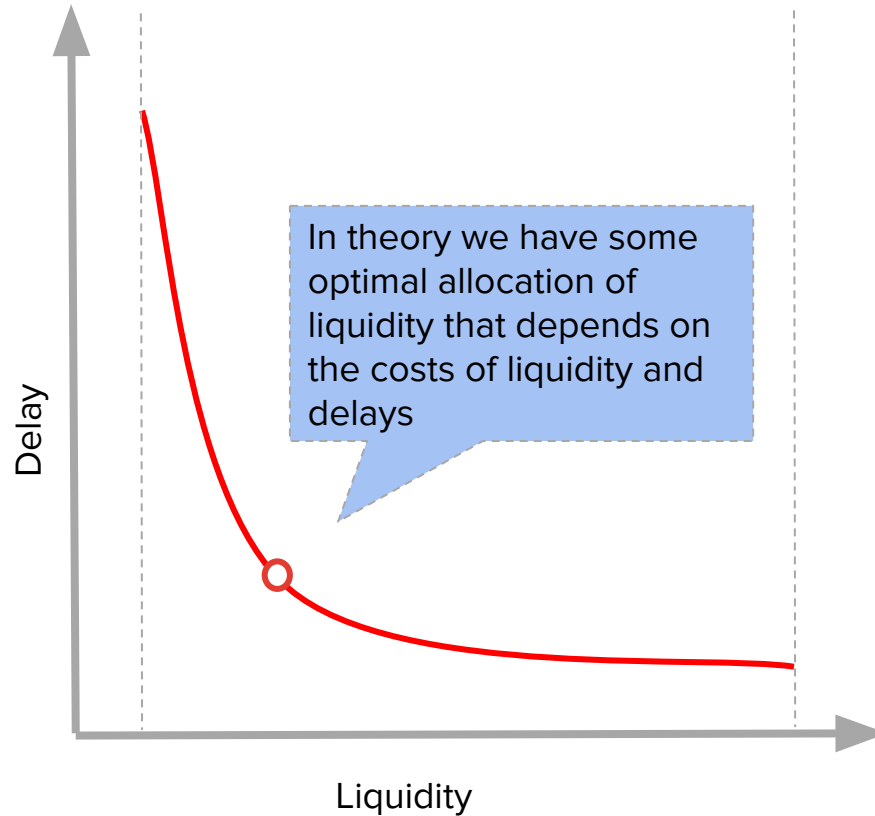 In theory we have some
optimal allocation of
liquidity that depends on
the costs of liquidity and
delays
Delay
Liquidity